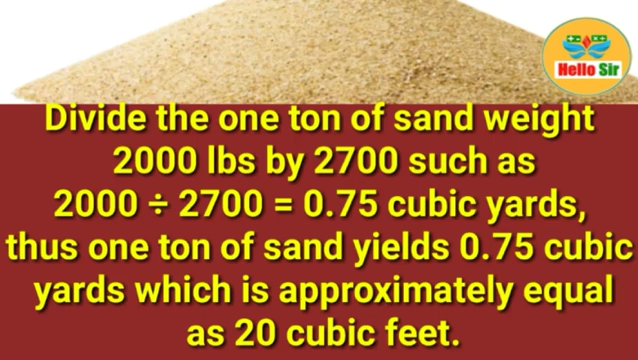 Hello Sir
Divide the one ton of sand weight
2000 lbs by 2700 such as
2000 ÷ 2700 = 0.75 cubic yards,
thus one ton of sand yields 0.75 cubic
yards which is approximately equal
as 20 cubic feet.